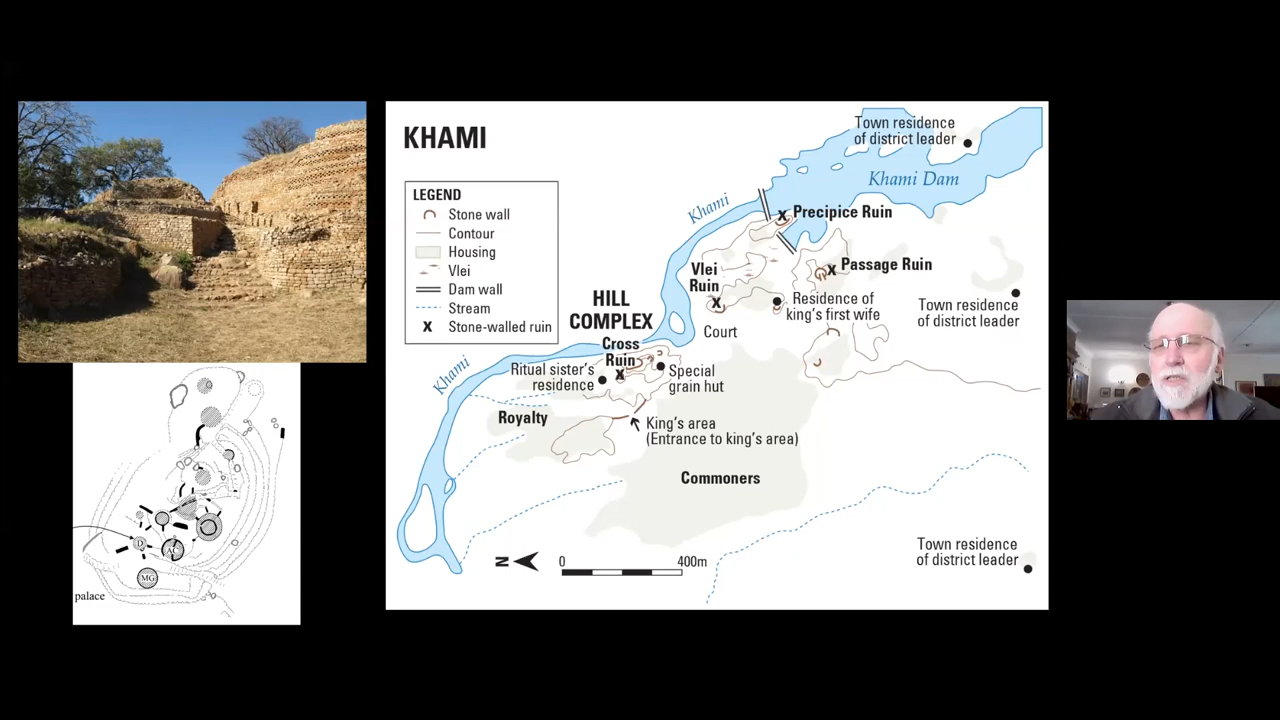 KHAMI
LEGEND
Stone wall
Contour
Housing
Vlei
Dam wall
Stream
Stone-walled ruin
Town residence
of district leader
Khami Dam
Khami
Precipice Ruin
Passage Ruin
Vlei
Ruin
Residence of
king's first wife
Town residence
of district leader
HILL
COMPLEX
Court
Cross
Ruin
Ritual sister's
residence
Special
grain hut
Khami
Royalty
King's area
(Entrance to king's area)
Commoners
N
0 400m
Town residence
of district leader
D
AC
MG
palace